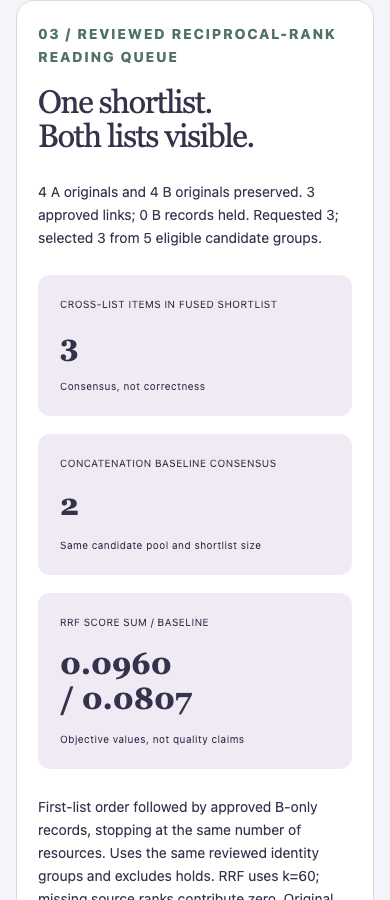 03 / REVIEWED RECIPROCAL-RANK
READING QUEUE
One shortlist.
Both lists visible.
4 A originals and 4 B originals preserved. 3
approved links; 0 B records held. Requested 3;
selected 3 from 5 eligible candidate groups.
CROSS-LIST ITEMS IN FUSED SHORTLIST
3
Consensus, not correctness
CONCATENATION BASELINE CONSENSUS
2
Same candidate pool and shortlist size
RRF SCORE SUM / BASELINE
0.0960
/ 0.0807
Objective values, not quality claims
First-list order followed by approved B-only
records, stopping at the same number of
resources. Uses the same reviewed identity
groups and excludes holds. RRF uses k=60;
missing source ranks contribute zero. Original